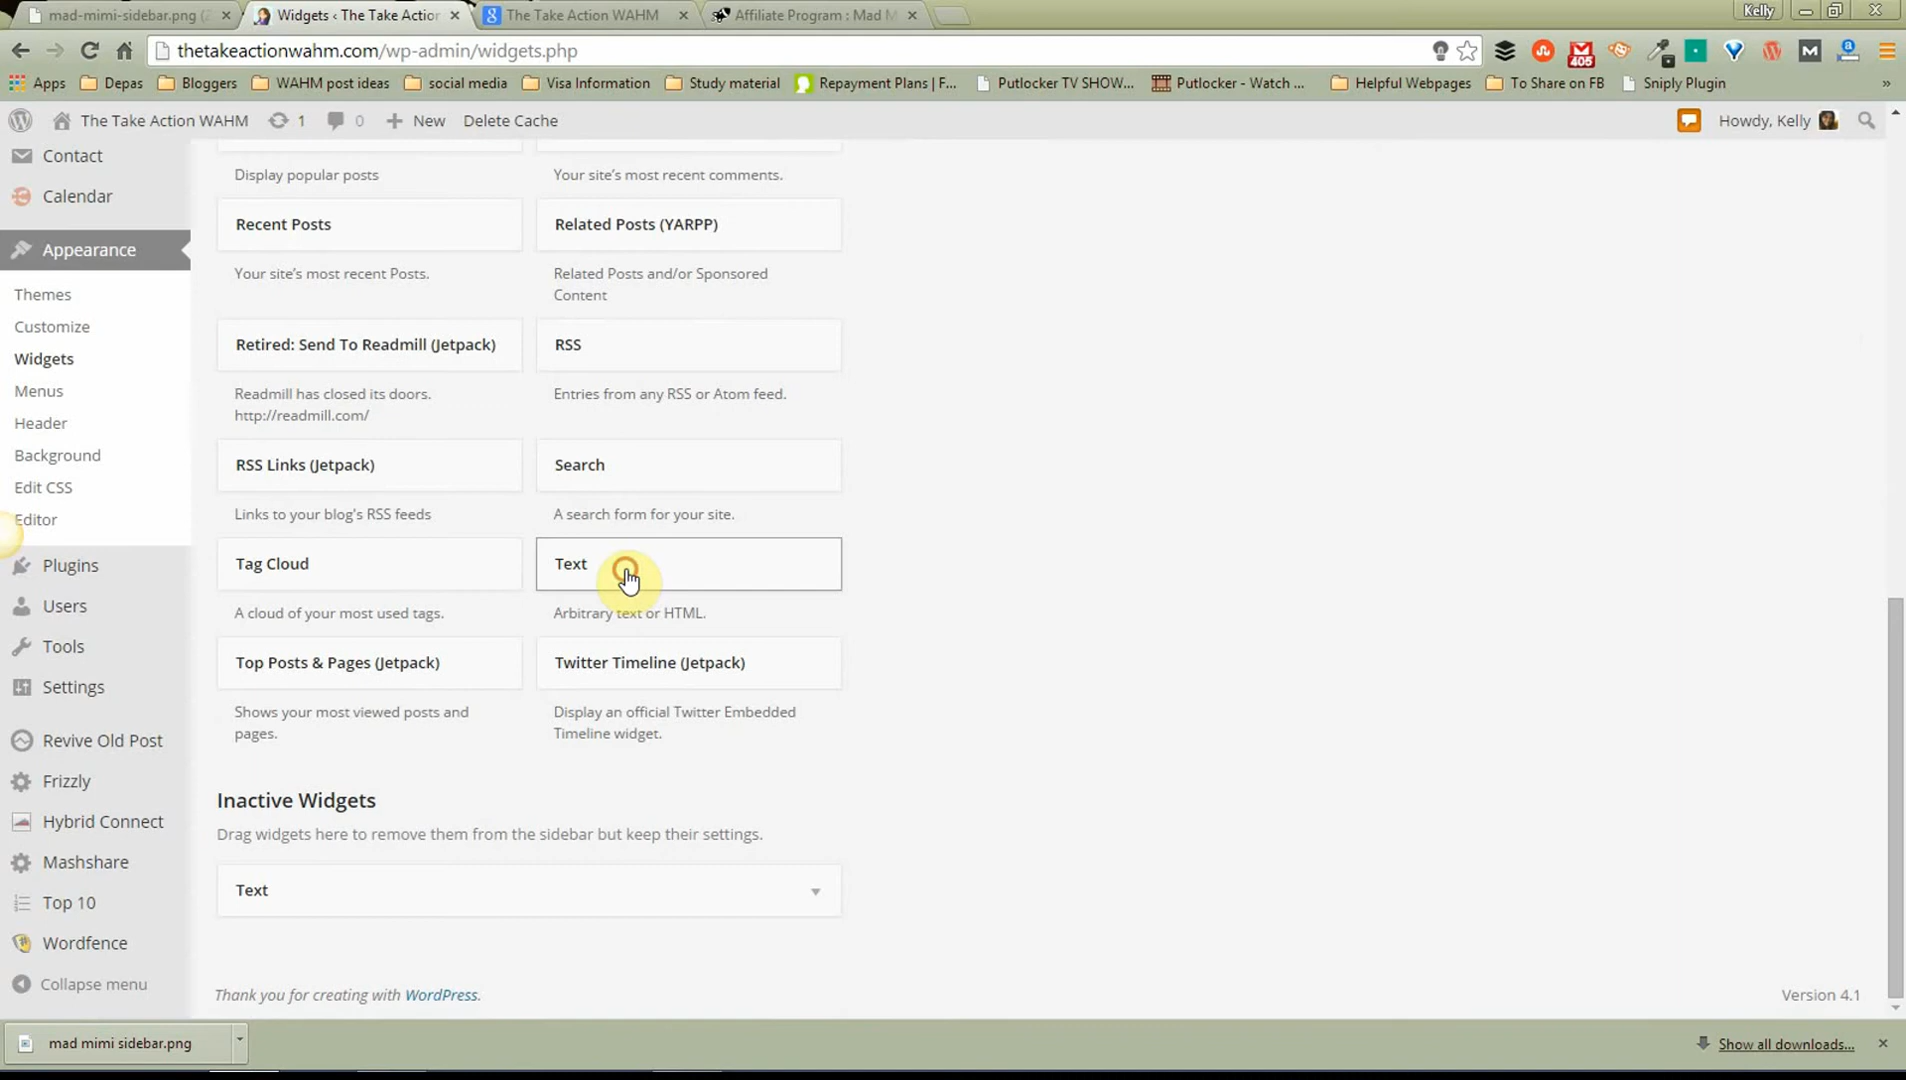 mad-mimi-sidebar.png (2
Widgets ‹ The Take Action
The Take Action WAHM
Affiliate Program : Mad M
Kelly
thetakeactionwahm.com/wp-admin/widgets.php
405
Apps
Depas
Bloggers
WAHM post ideas
social media
Visa Information
Study material
Repayment Plans | F...
Putlocker TV SHOW...
Putlocker - Watch ...
Helpful Webpages
To Share on FB
Sniply Plugin
»
The Take Action WAHM
1
0
New
Delete Cache
Howdy, Kelly
Contact
Calendar
Appearance
Themes
Customize
Widgets
Menus
Header
Background
Edit CSS
Editor
Plugins
Users
Tools
Settings
Revive Old Post
Frizzly
Hybrid Connect
Mashshare
Top 10
Wordfence
Collapse menu
Display popular posts
Your site's most recent comments.
Recent Posts
Related Posts (YARPP)
Your site's most recent Posts.
Related Posts and/or Sponsored
Content
Retired: Send To Readmill (Jetpack)
RSS
Readmill has closed its doors.
http://readmill.com/
Entries from any RSS or Atom feed.
RSS Links (Jetpack)
Search
Links to your blog's RSS feeds
A search form for your site.
Tag Cloud
Text
A cloud of your most used tags.
Arbitrary text or HTML.
Top Posts & Pages (Jetpack)
Twitter Timeline (Jetpack)
Shows your most viewed posts and
pages.
Display an official Twitter Embedded
Timeline widget.
Inactive Widgets
Drag widgets here to remove them from the sidebar but keep their settings.
Text
Thank you for creating with WordPress.
Version 4.1
mad mimi sidebar.png
Show all downloads...